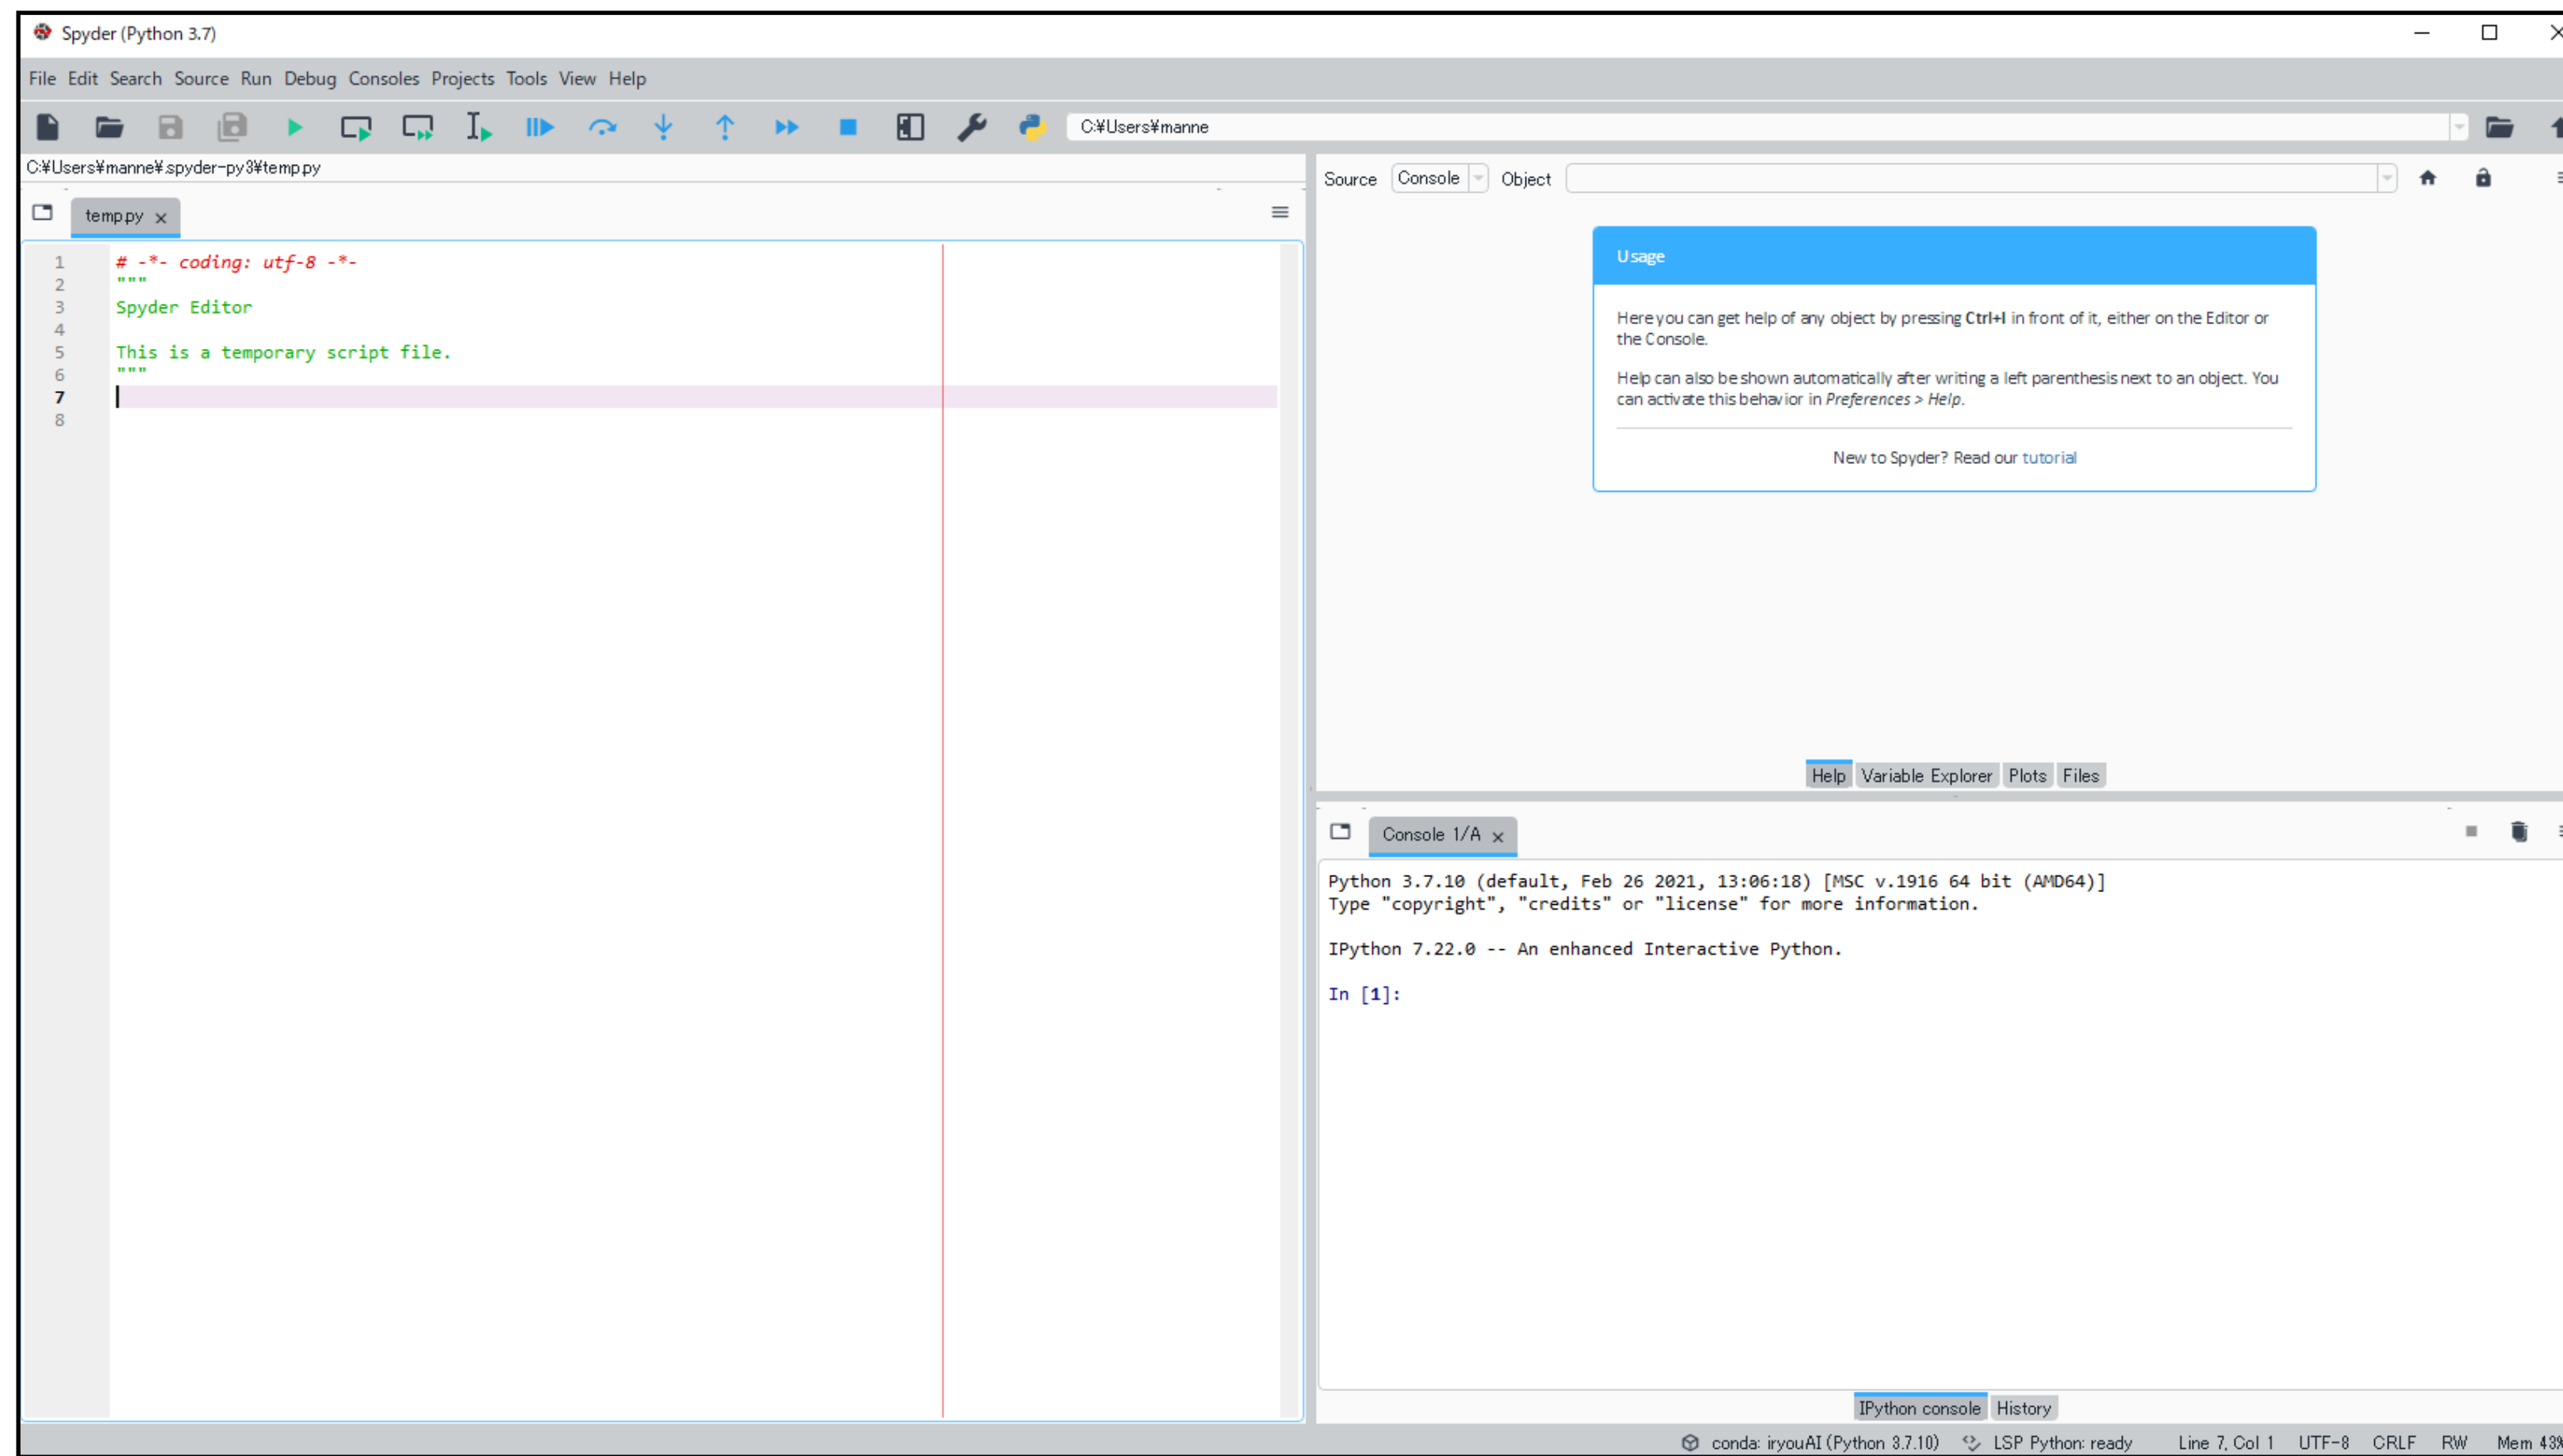 Spyder (Python 3.7)
File Edit Search Source Run Debug Consoles Projects Tools View Help
C:¥Users¥manne
C:¥Users¥manne¥.spyder-py3¥temp.py
temp.py
1 # -*- coding: utf-8 -*-
2 """
3 Spyder Editor
4
5 This is a temporary script file.
6 """
7
8
Source Console Object
Usage
Here you can get help of any object by pressing Ctrl+I in front of it, either on the Editor or
the Console.
Help can also be shown automatically after writing a left parenthesis next to an object. You
can activate this behavior in Preferences > Help.
New to Spyder? Read our tutorial
Help Variable Explorer Plots Files
Console 1/A
Python 3.7.10 (default, Feb 26 2021, 13:06:18) [MSC v.1916 64 bit (AMD64)]
Type "copyright", "credits" or "license" for more information.
IPython 7.22.0 -- An enhanced Interactive Python.
In [1]:
IPython console History
conda: iryouAI (Python 3.7.10) LSP Python: ready Line 7, Col 1 UTF-8 CRLF RW Mem 43%